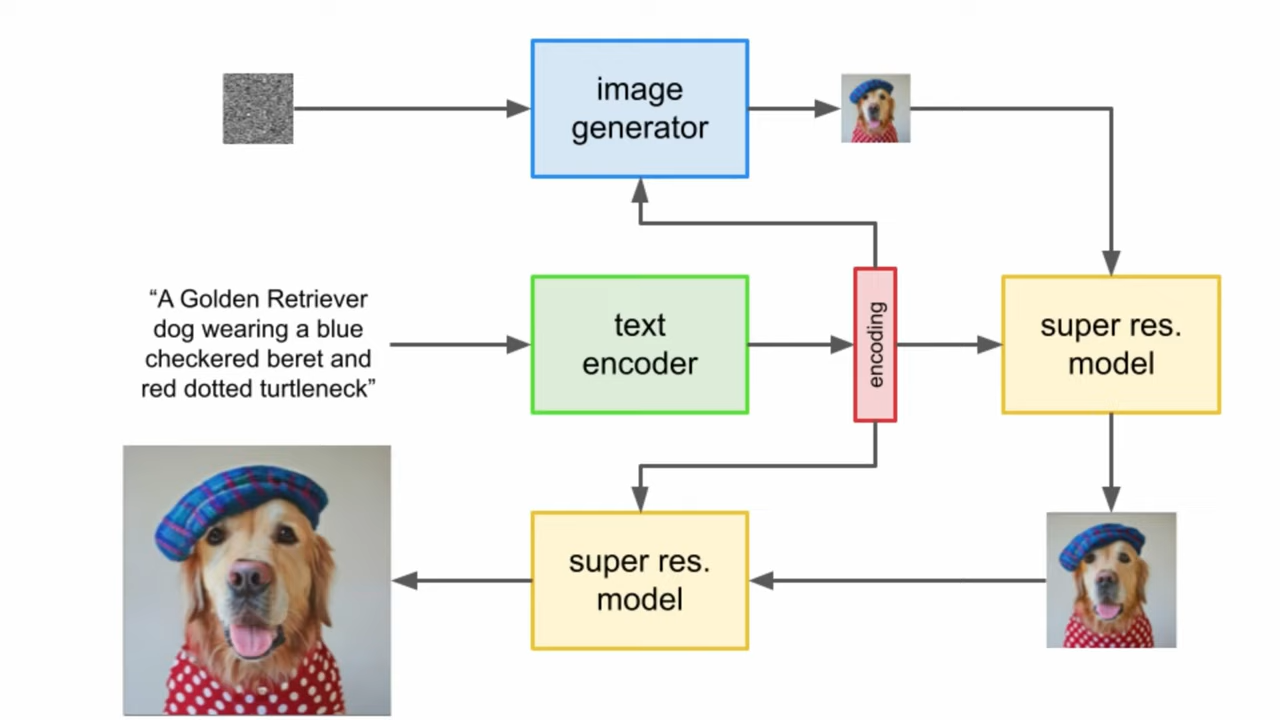 image
generator
“A Golden Retriever
dog wearing a blue
checkered beret and
red dotted turtleneck”
text
encoder
encoding
super res.
model
super res.
model